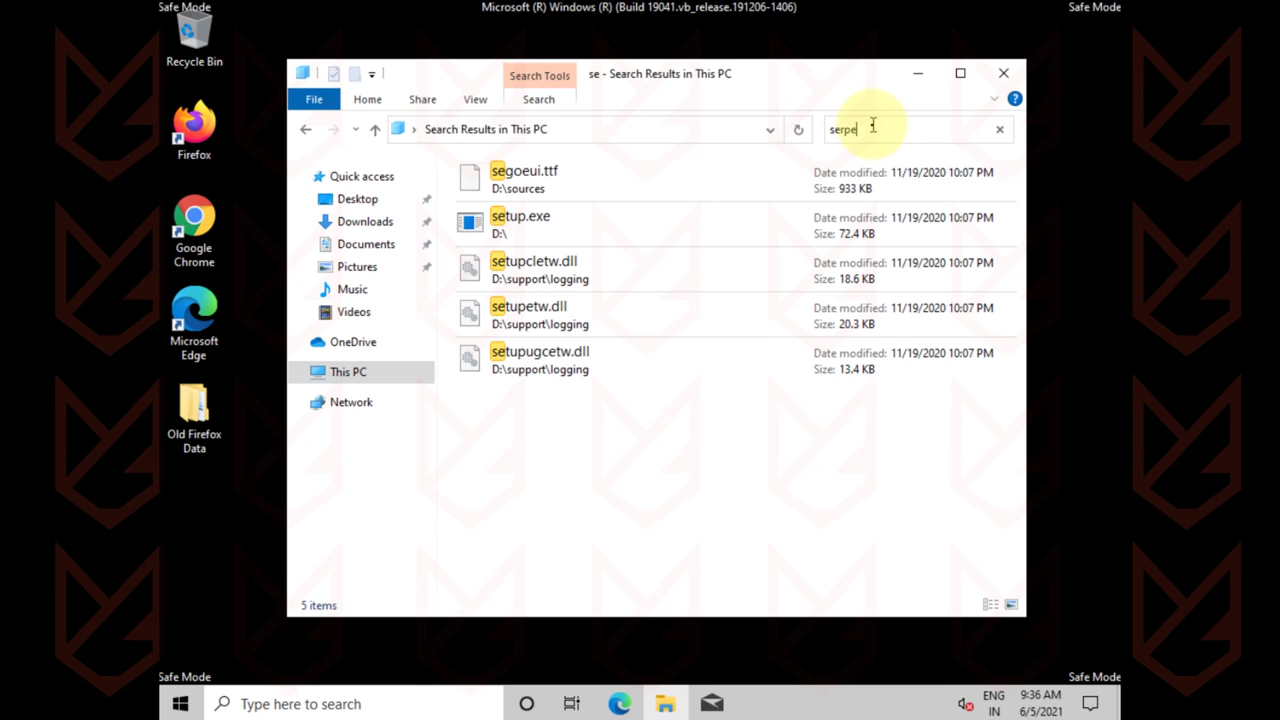 Safe Mode
Microsoft (R) Windows (R) (Build 19041.vb_release.191206-1406)
Safe Mode
Recycle Bin
Firefox
Google
Chrome
Microsoft
Edge
Old Firefox
Data
Search Tools
se - Search Results in This PC
File
Home
Share
View
Search
Search Results in This PC
serpe
Quick access
Desktop
Downloads
Documents
Pictures
Music
Videos
OneDrive
This PC
Network
segoeui.ttf
D:\sources
Date modified: 11/19/2020 10:07 PM
Size: 933 KB
setup.exe
D:\
Date modified: 11/19/2020 10:07 PM
Size: 72.4 KB
setupcletw.dll
D:\support\logging
Date modified: 11/19/2020 10:07 PM
Size: 18.6 KB
setupetw.dll
D:\support\logging
Date modified: 11/19/2020 10:07 PM
Size: 20.3 KB
setupugcetw.dll
D:\support\logging
Date modified: 11/19/2020 10:07 PM
Size: 13.4 KB
5 items
Safe Mode
Safe Mode
Type here to search
ENG
IN
9:36 AM
6/5/2021